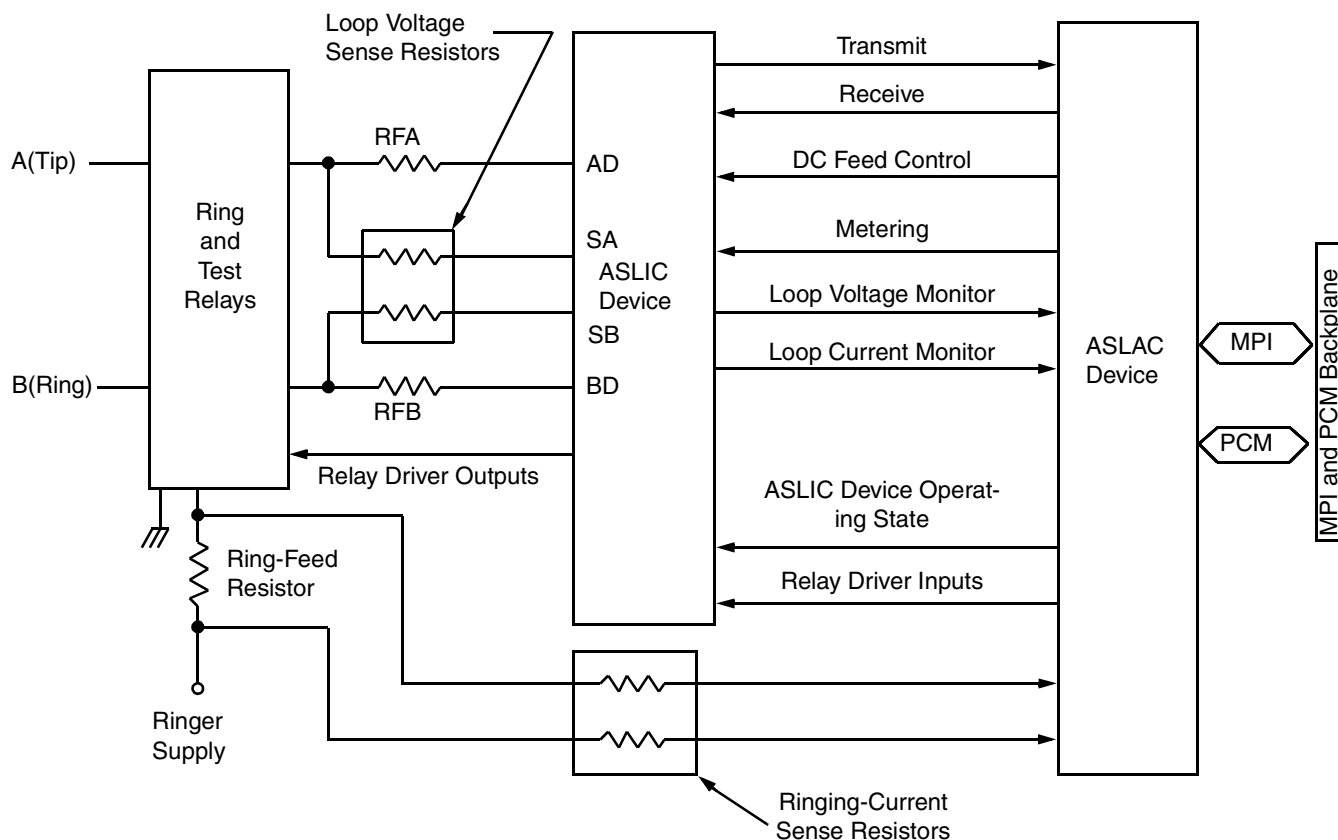 Loop Voltage
Sense Resistors
A(Tip)
B(Ring)
Ring
and
Test
Relays
RFA
RFB
AD
SA
ASLIC
Device
SB
BD
Relay Driver Outputs
Transmit
Receive
DC Feed Control
Metering
Loop Voltage Monitor
Loop Current Monitor
ASLIC Device Operat-
ing State
Relay Driver Inputs
ASLAC
Device
MPI
PCM
MPI and PCM Backplane
Ring-Feed
Resistor
Ringer
Supply
Ringing-Current
Sense Resistors